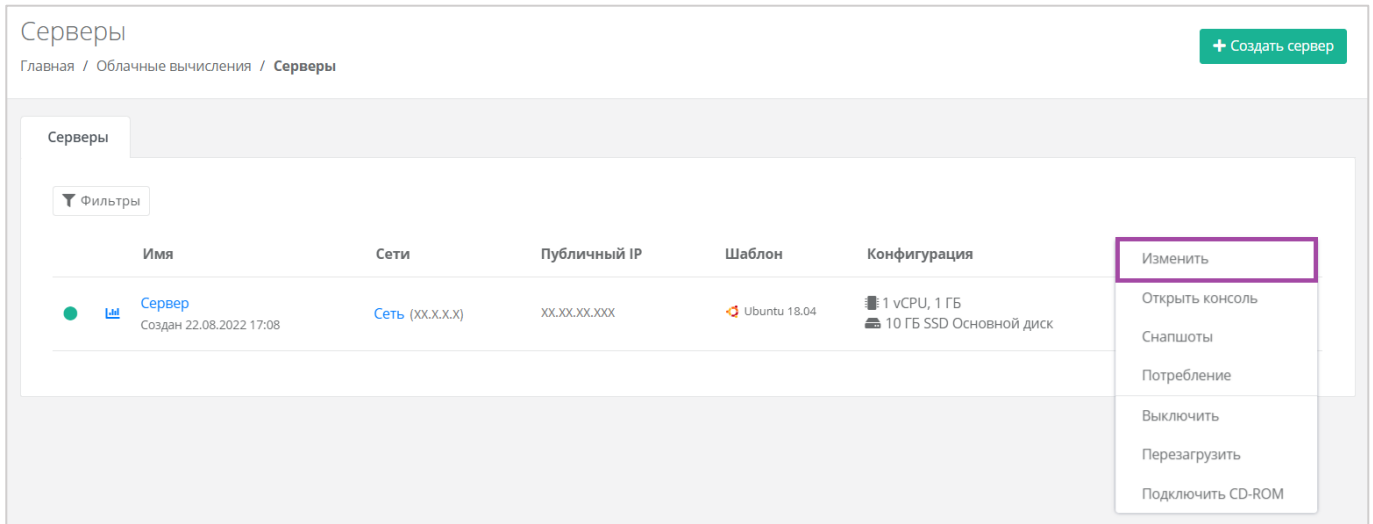 Серверы
+ Создать сервер
Главная / Облачные вычисления / Серверы
Серверы
Фильтры
Имя Сети Публичный IP Шаблон Конфигурация
Сервер
Создан 22.08.2022 17:08
Сеть (XX.X.X.X)
XX.XX.XX.XXX
Ubuntu 18.04
1 vCPU, 1 ГБ
10 ГБ SSD Основной диск
Изменить
Открыть консоль
Снапшоты
Потребление
Выключить
Перезагрузить
Подключить CD-ROM